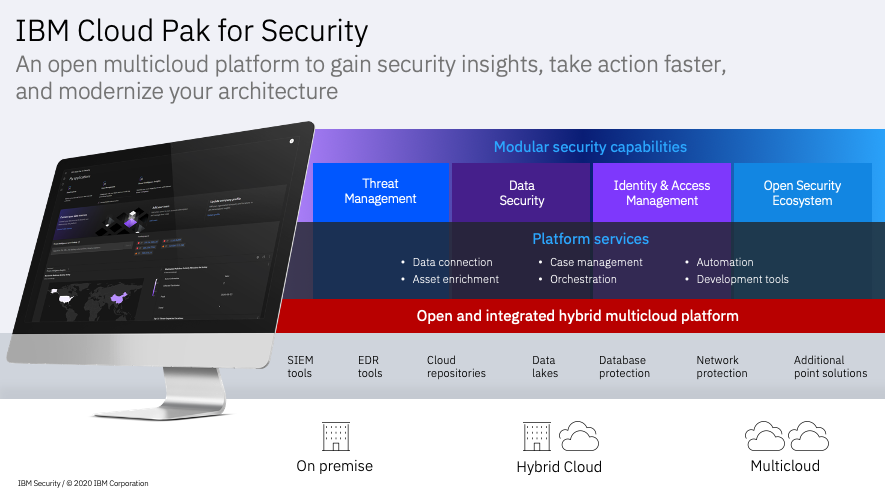 IBM Cloud Pak for Security
An open multicloud platform to gain security insights, take action faster,
and modernize your architecture
Modular security capabilities
Threat
Management
Data
Security
Identity & Access
Management
Open Security
Ecosystem
Platform services
• Data connection
• Asset enrichment
• Case management
• Orchestration
• Automation
• Development tools
Open and integrated hybrid multicloud platform
SIEM
tools
EDR
tools
Cloud
repositories
Data
lakes
Database
protection
Network
protection
Additional
point solutions
On premise
Hybrid Cloud
Multicloud
IBM Security / © 2020 IBM Corporation